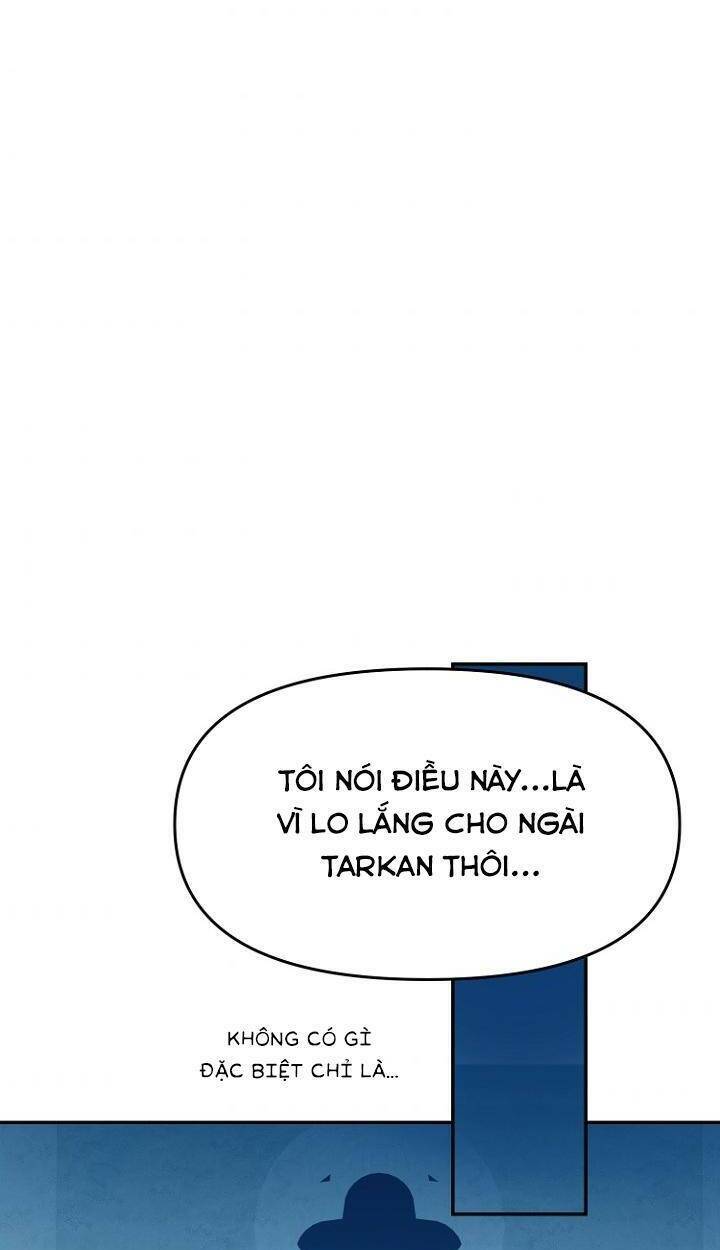 TÔI NÓI ĐIỀU NÀY...LÀ
VÌ LO LẮNG CHO NGÀI
TARKAN THÔI...
KHÔNG CÓ GÌ
ĐẶC BIỆT CHỈ LÀ...